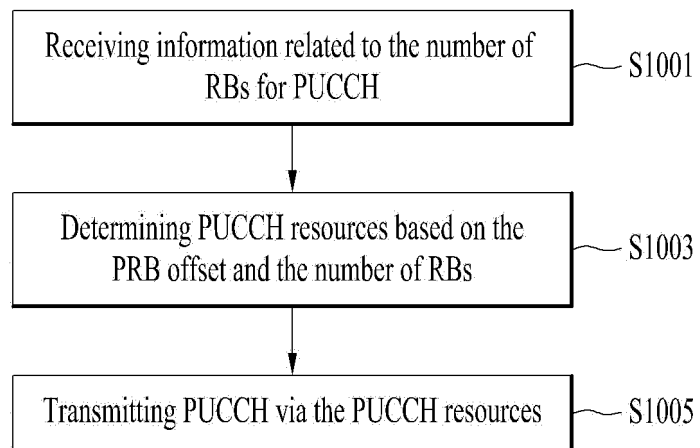 Receiving information related to the number of
RBs for PUCCH
S1001
Determining PUCCH resources based on the
PRB offset and the number of RBs
S1003
Transmitting PUCCH via the PUCCH resources
S1005